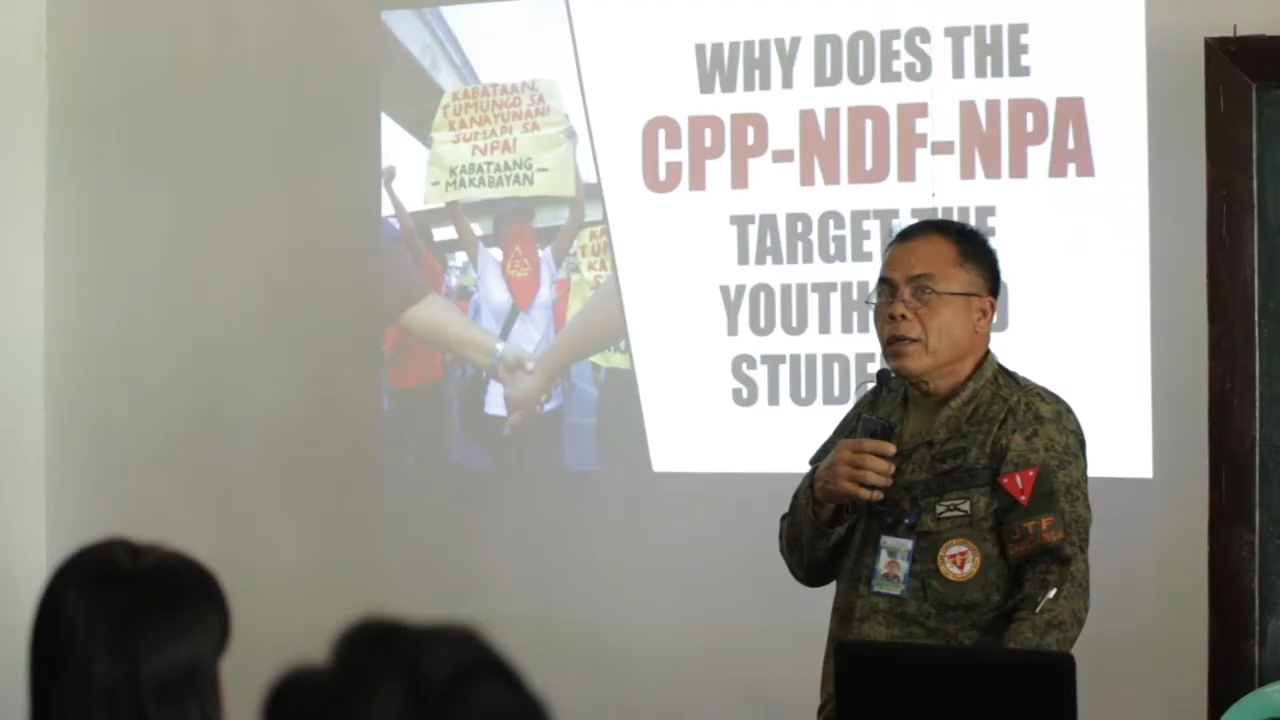 KABATAAN,
TUMUNGO SA
KANAYUNAN!
SUMAPI SA
NPA!
KABATAANG
- MAKABAYAN -
WHY DOES THE
CPP-NDF-NPA
TARGET THE
YOUTH
STUDE
JTF